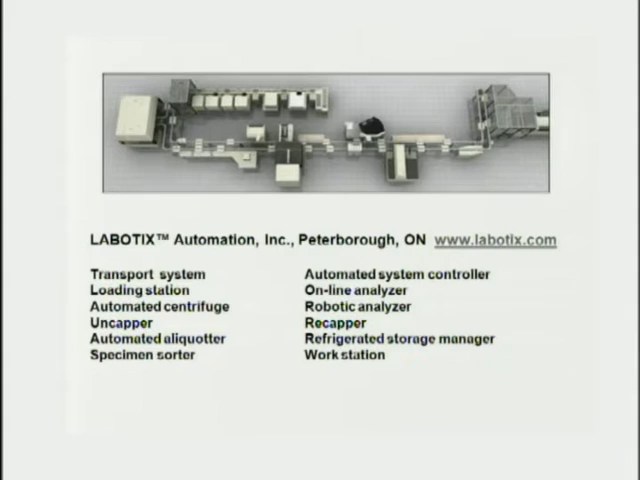 LABOTIX™ Automation, Inc., Peterborough, ON www.labotix.com
Transport system
Loading station
Automated centrifuge
Uncapper
Automated aliquotter
Specimen sorter
Automated system controller
On-line analyzer
Robotic analyzer
Recapper
Refrigerated storage manager
Work station